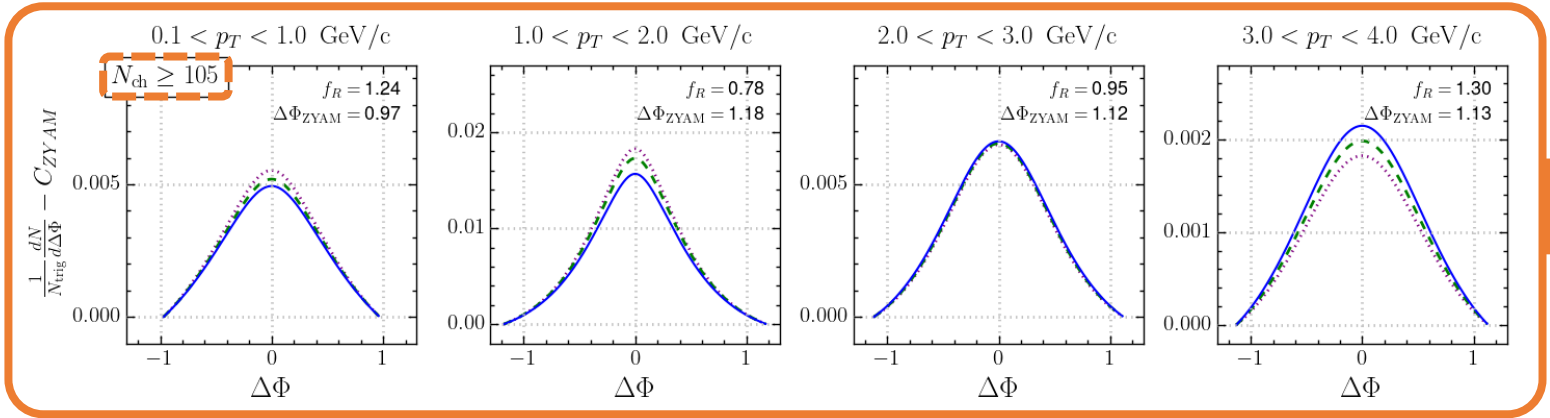 0.1 < p_T < 1.0 GeV/c
1.0 < p_T < 2.0 GeV/c
2.0 < p_T < 3.0 GeV/c
3.0 < p_T < 4.0 GeV/c
N_ch ≥ 105
f_R = 1.24
ΔΦ_ZYAM = 0.97
f_R = 0.78
ΔΦ_ZYAM = 1.18
f_R = 0.95
ΔΦ_ZYAM = 1.12
f_R = 1.30
ΔΦ_ZYAM = 1.13
1/N_trig dN/dΔΦ − C_ZYAM
0.005
0.000
0.02
0.01
0.00
0.005
0.000
0.002
0.001
0.000
−1 0 1
−1 0 1
−1 0 1
−1 0 1
ΔΦ
ΔΦ
ΔΦ
ΔΦ